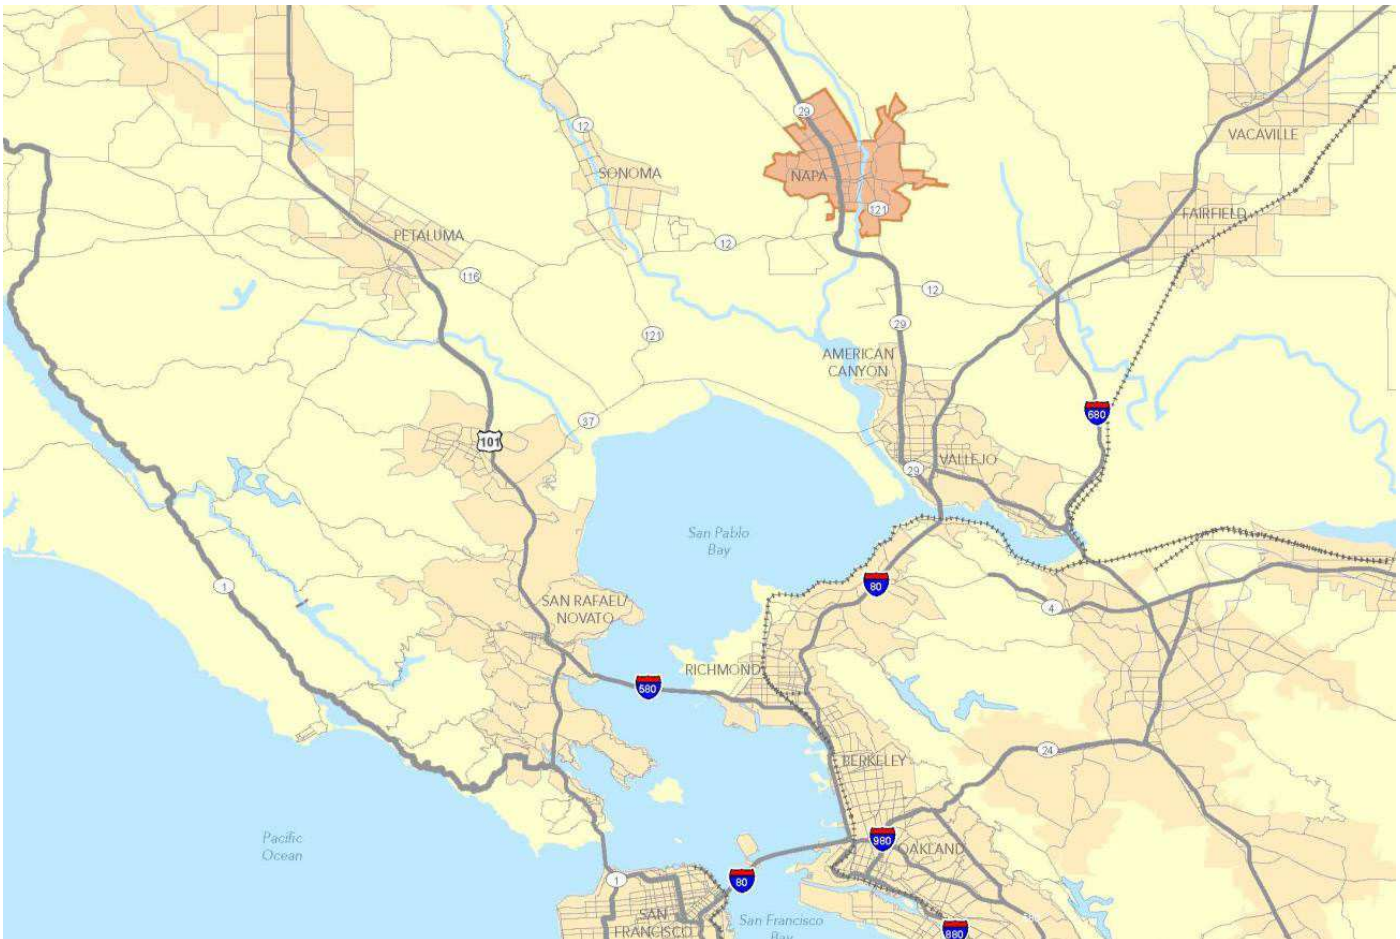 29
VACAVILLE
12
SONOMA
NAPA
121
FAIRFIELD
PETALUMA
12
116
12
29
121
AMERICAN
CANYON
680
37
101
VALLEJO
29
San Pablo
Bay
80
1
SAN RAFAEL/
NOVATO
4
RICHMOND
580
24
BERKELEY
Pacific
Ocean
980
OAKLAND
80
1
SAN
FRANCISCO
San Francisco
Bay
880